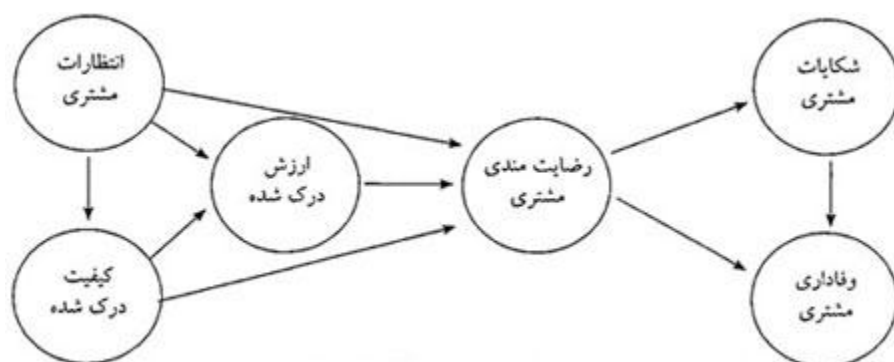 انتظارات
مشتری
شکایات
مشتری
ارزش
درک شده
رضایت مندی
مشتری
کیفیت
درک شده
وفاداری
مشتری